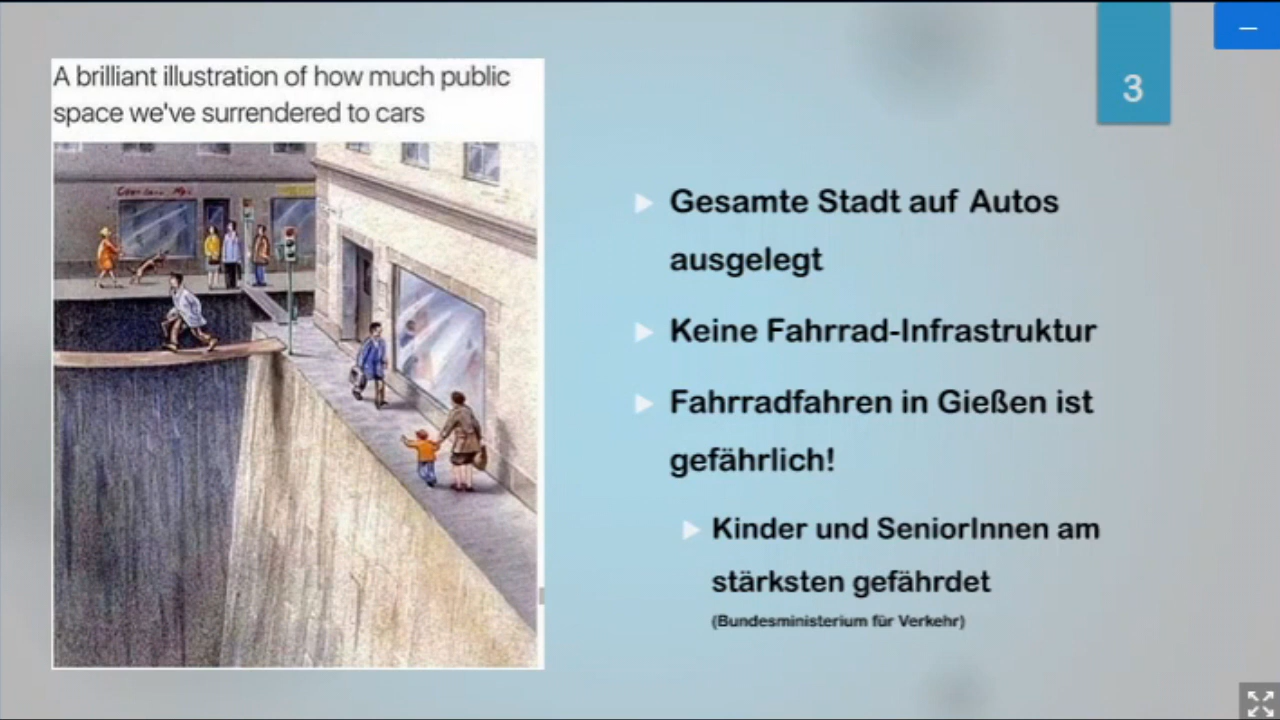 A brilliant illustration of how much public
space we've surrendered to cars
3
Gesamte Stadt auf Autos
ausgelegt
Keine Fahrrad-Infrastruktur
Fahrradfahren in Gießen ist
gefährlich!
Kinder und SeniorInnen am
stärksten gefährdet
(Bundesministerium für Verkehr)